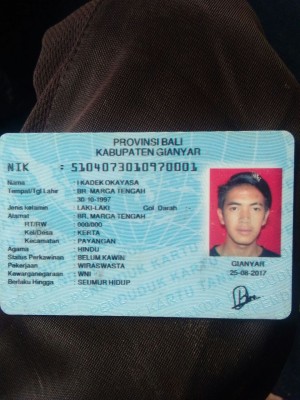 PROVINSI BALI
KABUPATEN GIANYAR
NIK : 5104073010970001
Nama : I KADEK OKAYASA
Tempat/Tgl Lahir : BR. MARGA TENGAH
30-10-1997
Jenis kelamin : LAKI-LAKI Gol. Darah
Alamat : BR. MARGA TENGAH
RT/RW : 000/000
Kel/Desa : KERTA
Kecamatan : PAYANGAN
Agama : HINDU
Status Perkawinan : BELUM KAWIN
Pekerjaan : WIRASWASTA
Kewarganegaraan : WNI
Berlaku Hingga : SEUMUR HIDUP
GIANYAR
25-08-2017